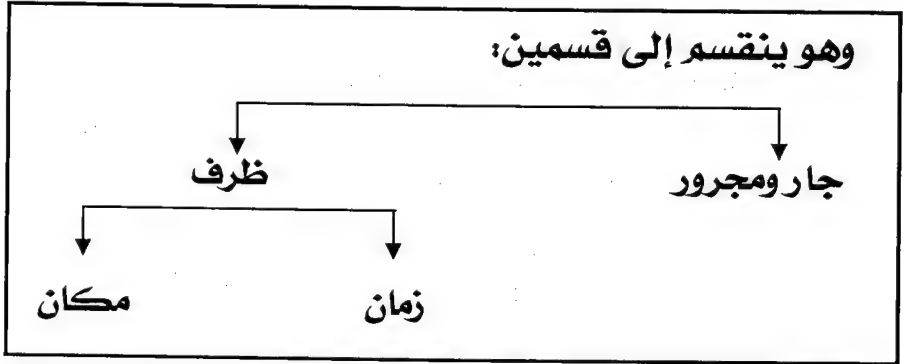 وهو ينقسم إلى قسمين:
جار ومجرور
ظرف
زمان
مكان